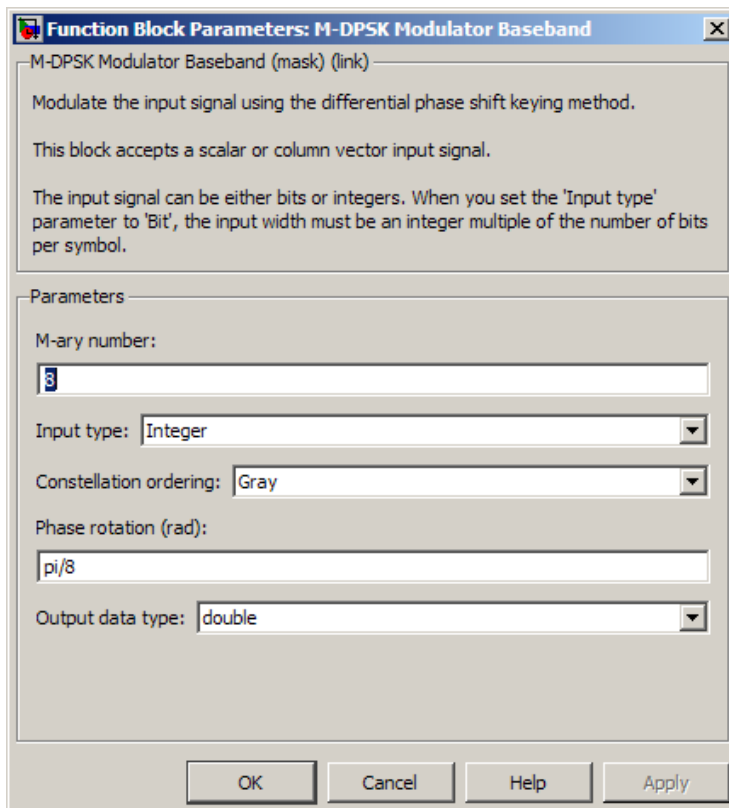 Function Block Parameters: M-DPSK Modulator Baseband
M-DPSK Modulator Baseband (mask) (link)
Modulate the input signal using the differential phase shift keying method.
This block accepts a scalar or column vector input signal.
The input signal can be either bits or integers. When you set the 'Input type'
parameter to 'Bit', the input width must be an integer multiple of the number of bits
per symbol.
Parameters
M-ary number:
8
Input type: Integer
Constellation ordering: Gray
Phase rotation (rad):
pi/8
Output data type: double
OK Cancel Help Apply